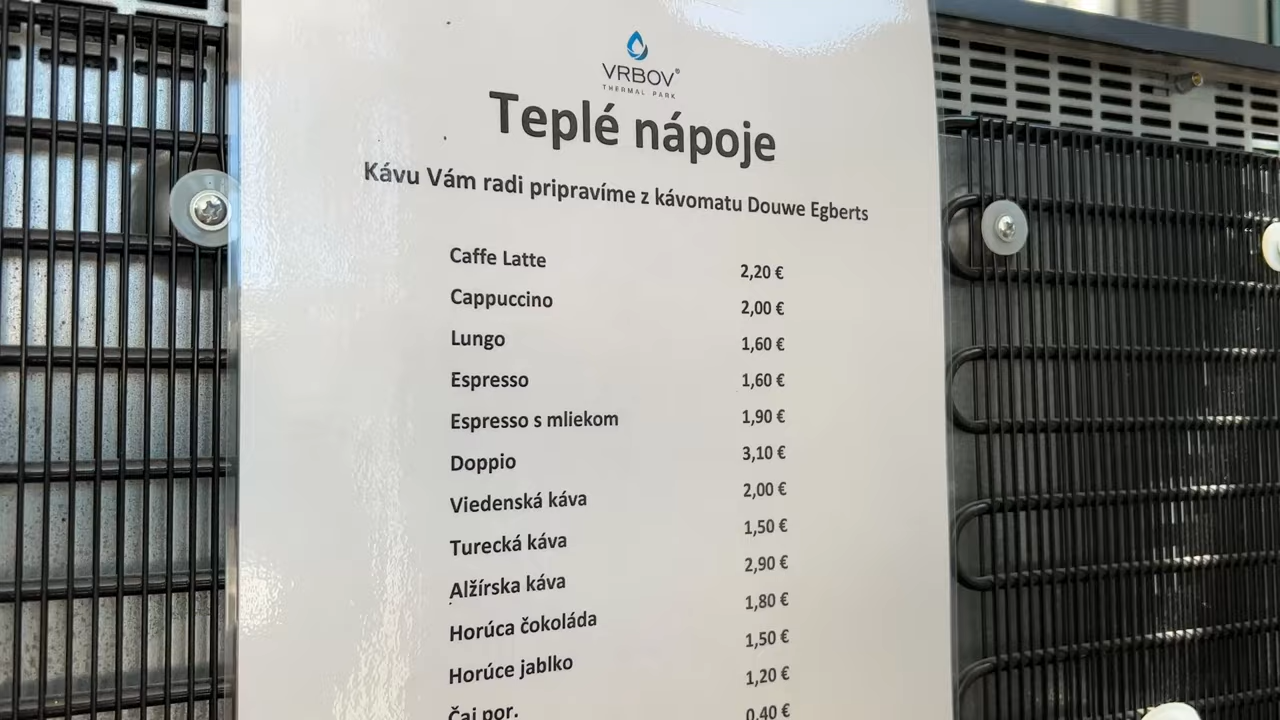 VRBOV®
THERMAL PARK
Teplé nápoje
Kávu Vám radi pripravíme z kávomatu Douwe Egberts
Caffe Latte 2,20 €
Cappuccino 2,00 €
Lungo 1,60 €
Espresso 1,60 €
Espresso s mliekom 1,90 €
Doppio 3,10 €
Viedenská káva 2,00 €
Turecká káva 1,50 €
Alžírska káva 2,90 €
Horúca čokoláda 1,80 €
Horúce jablko 1,50 €
Čaj por. 1,20 €
0,40 €